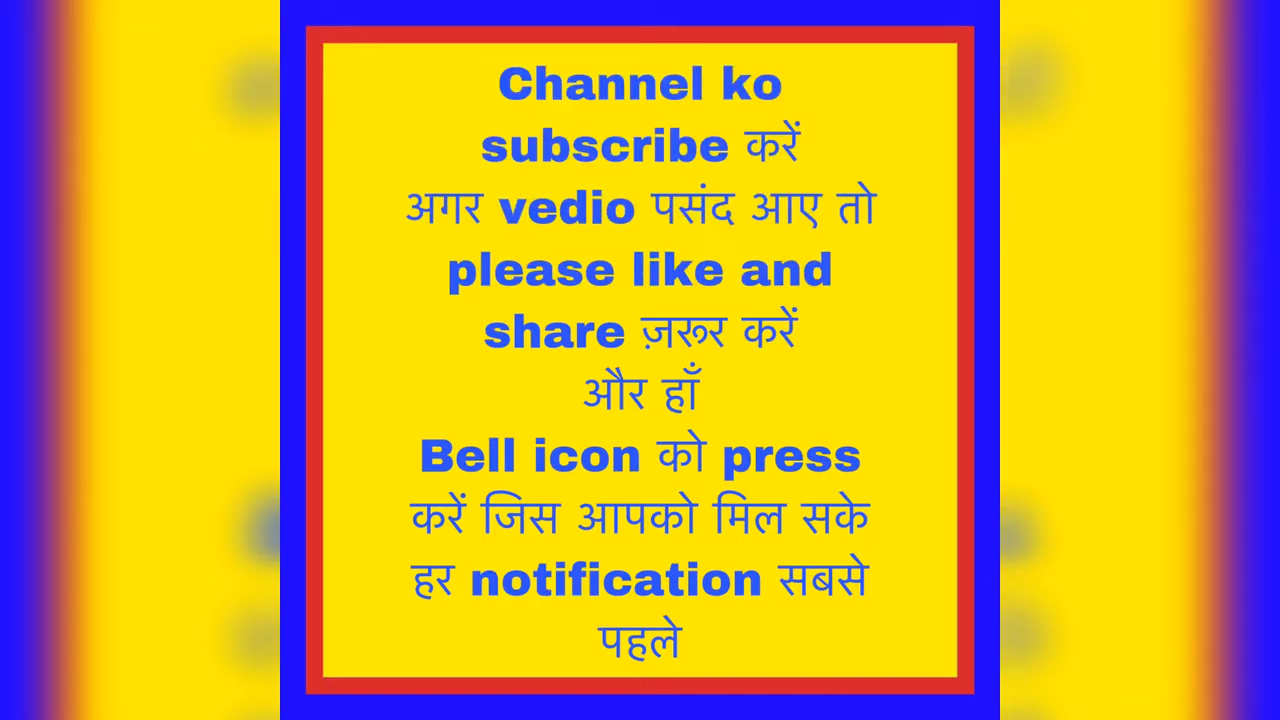 Channel ko
subscribe करें
अगर vedio पसंद आए तो
please like and
share ज़रूर करें
और हाँ
Bell icon को press
करें जिस आपको मिल सके
हर notification सबसे
पहले